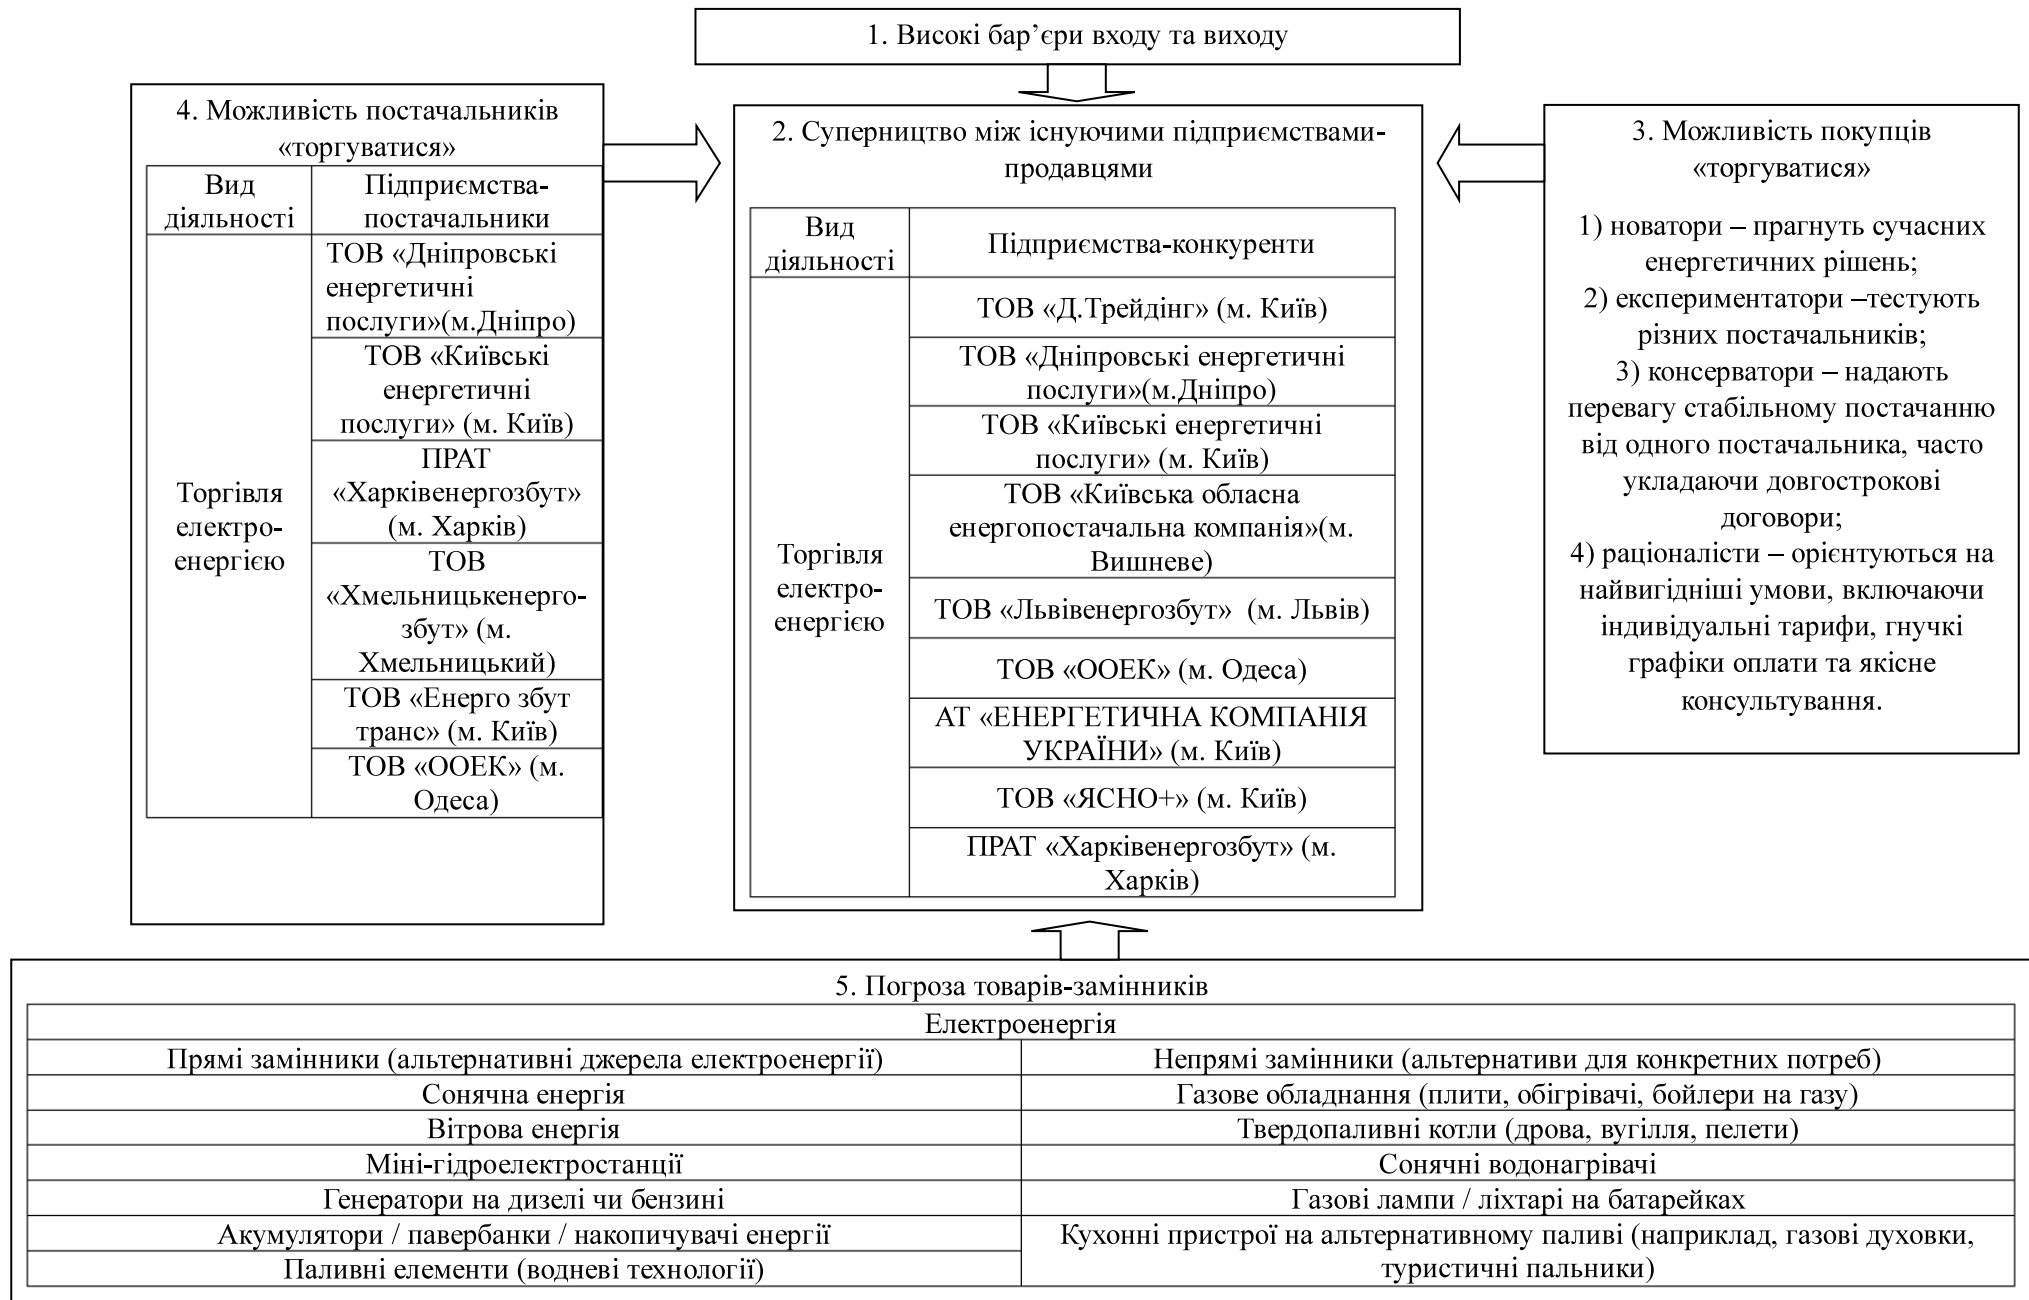 1. Високі бар’єри входу та виходу
4. Можливість постачальників
«торгуватися»
Вид
діяльності
Підприємства-
постачальники
Торгівля
електро-
енергією
ТОВ «Дніпровські
енергетичні
послуги»(м.Дніпро)
ТОВ «Київські
енергетичні
послуги» (м. Київ)
ПРАТ
«Харківенергозбут»
(м. Харків)
ТОВ
«Хмельницькенерго-
збут» (м.
Хмельницький)
ТОВ «Енерго збут
транс» (м. Київ)
ТОВ «ООЕК» (м.
Одеса)
2. Суперництво між існуючими підприємствами-
продавцями
Вид
діяльності
Підприємства-конкуренти
Торгівля
електро-
енергією
ТОВ «Д.Трейдінг» (м. Київ)
ТОВ «Дніпровські енергетичні
послуги»(м.Дніпро)
ТОВ «Київські енергетичні
послуги» (м. Київ)
ТОВ «Київська обласна
енергопостачальна компанія»(м.
Вишневе)
ТОВ «Львівенергозбут» (м. Львів)
ТОВ «ООЕК» (м. Одеса)
АТ «ЕНЕРГЕТИЧНА КОМПАНІЯ
УКРАЇНИ» (м. Київ)
ТОВ «ЯСНО+» (м. Київ)
ПРАТ «Харківенергозбут» (м.
Харків)
3. Можливість покупців
«торгуватися»
1) новатори – прагнуть сучасних
енергетичних рішень;
2) експериментатори –тестують
різних постачальників;
3) консерватори – надають
перевагу стабільному постачанню
від одного постачальника, часто
укладаючи довгострокові
договори;
4) раціоналісти – орієнтуються на
найвигідніші умови, включаючи
індивідуальні тарифи, гнучкі
графіки оплати та якісне
консультування.
5. Погроза товарів-замінників
Електроенергія
Прямі замінники (альтернативні джерела електроенергії)
Непрямі замінники (альтернативи для конкретних потреб)
Сонячна енергія
Газове обладнання (плити, обігрівачі, бойлери на газу)
Вітрова енергія
Твердопаливні котли (дрова, вугілля, пелети)
Міні-гідроелектростанції
Сонячні водонагрівачі
Генератори на дизелі чи бензині
Газові лампи / ліхтарі на батарейках
Акумулятори / павербанки / накопичувачі енергії
Кухонні пристрої на альтернативному паливі (наприклад, газові духовки,
туристичні пальники)
Паливні елементи (водневі технології)